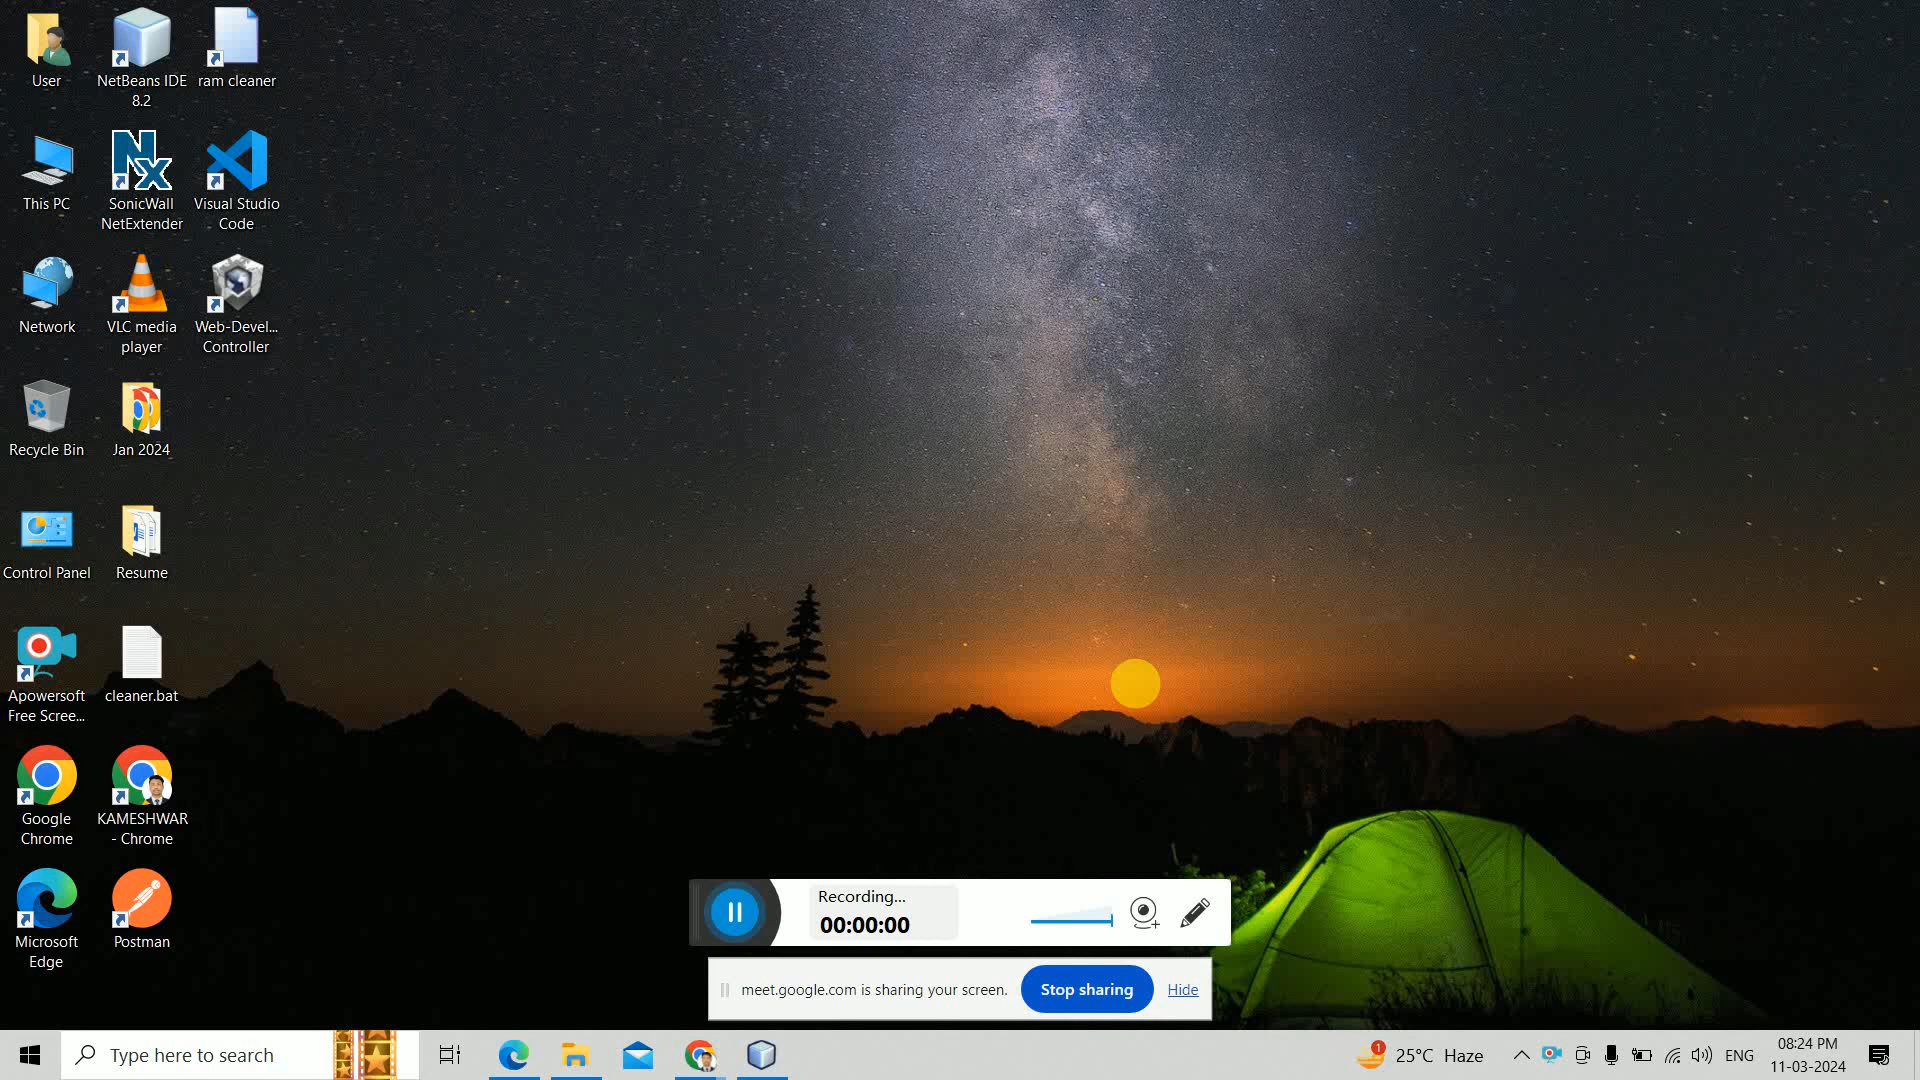 User
NetBeans IDE
8.2
ram cleaner
This PC
SonicWall
NetExtender
Visual Studio
Code
Network
VLC media
player
Web-Devel...
Controller
Recycle Bin
Jan 2024
Control Panel
Resume
Apowersoft
Free Scree...
cleaner.bat
Google
Chrome
KAMESHWAR
- Chrome
Microsoft
Edge
Postman
Recording...
00:00:00
meet.google.com is sharing your screen.
Stop sharing
Hide
Type here to search
1
25°C Haze
ENG
08:24 PM
11-03-2024